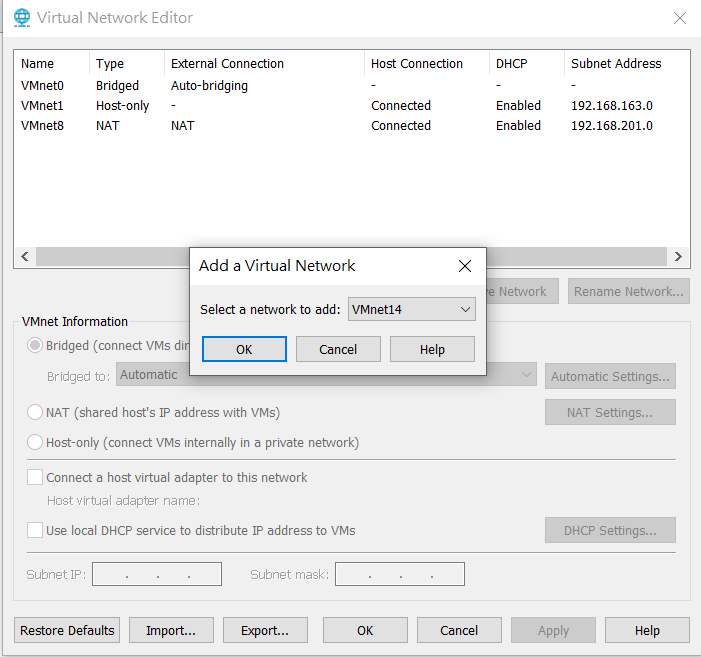 Virtual Network Editor
Name Type External Connection Host Connection DHCP Subnet Address
VMnet0 Bridged Auto-bridging - - -
VMnet1 Host-only - Connected Enabled 192.168.163.0
VMnet8 NAT NAT Connected Enabled 192.168.201.0
Add a Virtual Network
Select a network to add: VMnet14
OK Cancel Help
Network Rename Network...
VMnet Information
Bridged (connect VMs
Bridged to: Automatic Automatic Settings...
NAT (shared host's IP address with VMs) NAT Settings...
Host-only (connect VMs internally in a private network)
Connect a host virtual adapter to this network
Host virtual adapter name:
Use local DHCP service to distribute IP address to VMs DHCP Settings...
Subnet IP: . . . Subnet mask: . . .
Restore Defaults Import... Export... OK Cancel Apply Help